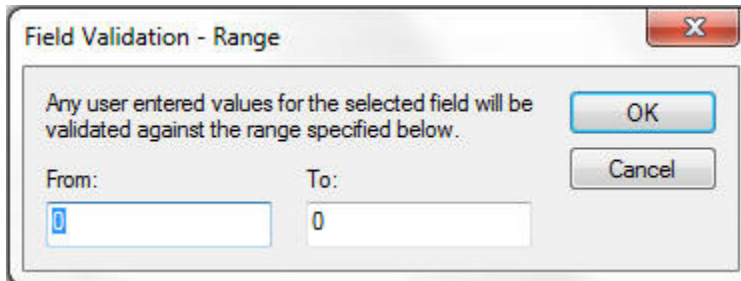 Field Validation - Range
Any user entered values for the selected field will be
validated against the range specified below.
OK
Cancel
From:
To:
0
0